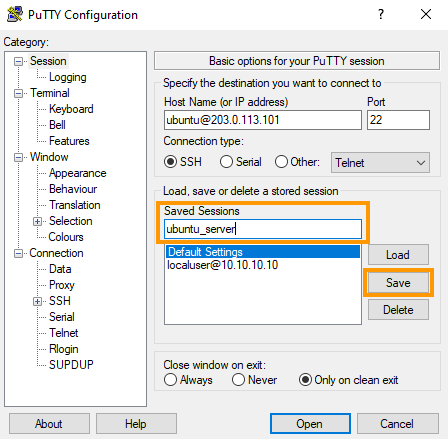 PuTTY Configuration
Category:
Session
Logging
Terminal
Keyboard
Bell
Features
Window
Appearance
Behaviour
Translation
Selection
Colours
Connection
Data
Proxy
SSH
Serial
Telnet
Rlogin
SUPDUP
Basic options for your PuTTY session
Specify the destination you want to connect to
Host Name (or IP address) Port
ubuntu@203.0.113.101 22
Connection type:
SSH Serial Other: Telnet
Load, save or delete a stored session
Saved Sessions
ubuntu_server
Default Settings
localuser@10.10.10.10
Load
Save
Delete
Close window on exit:
Always Never Only on clean exit
About Help Open Cancel